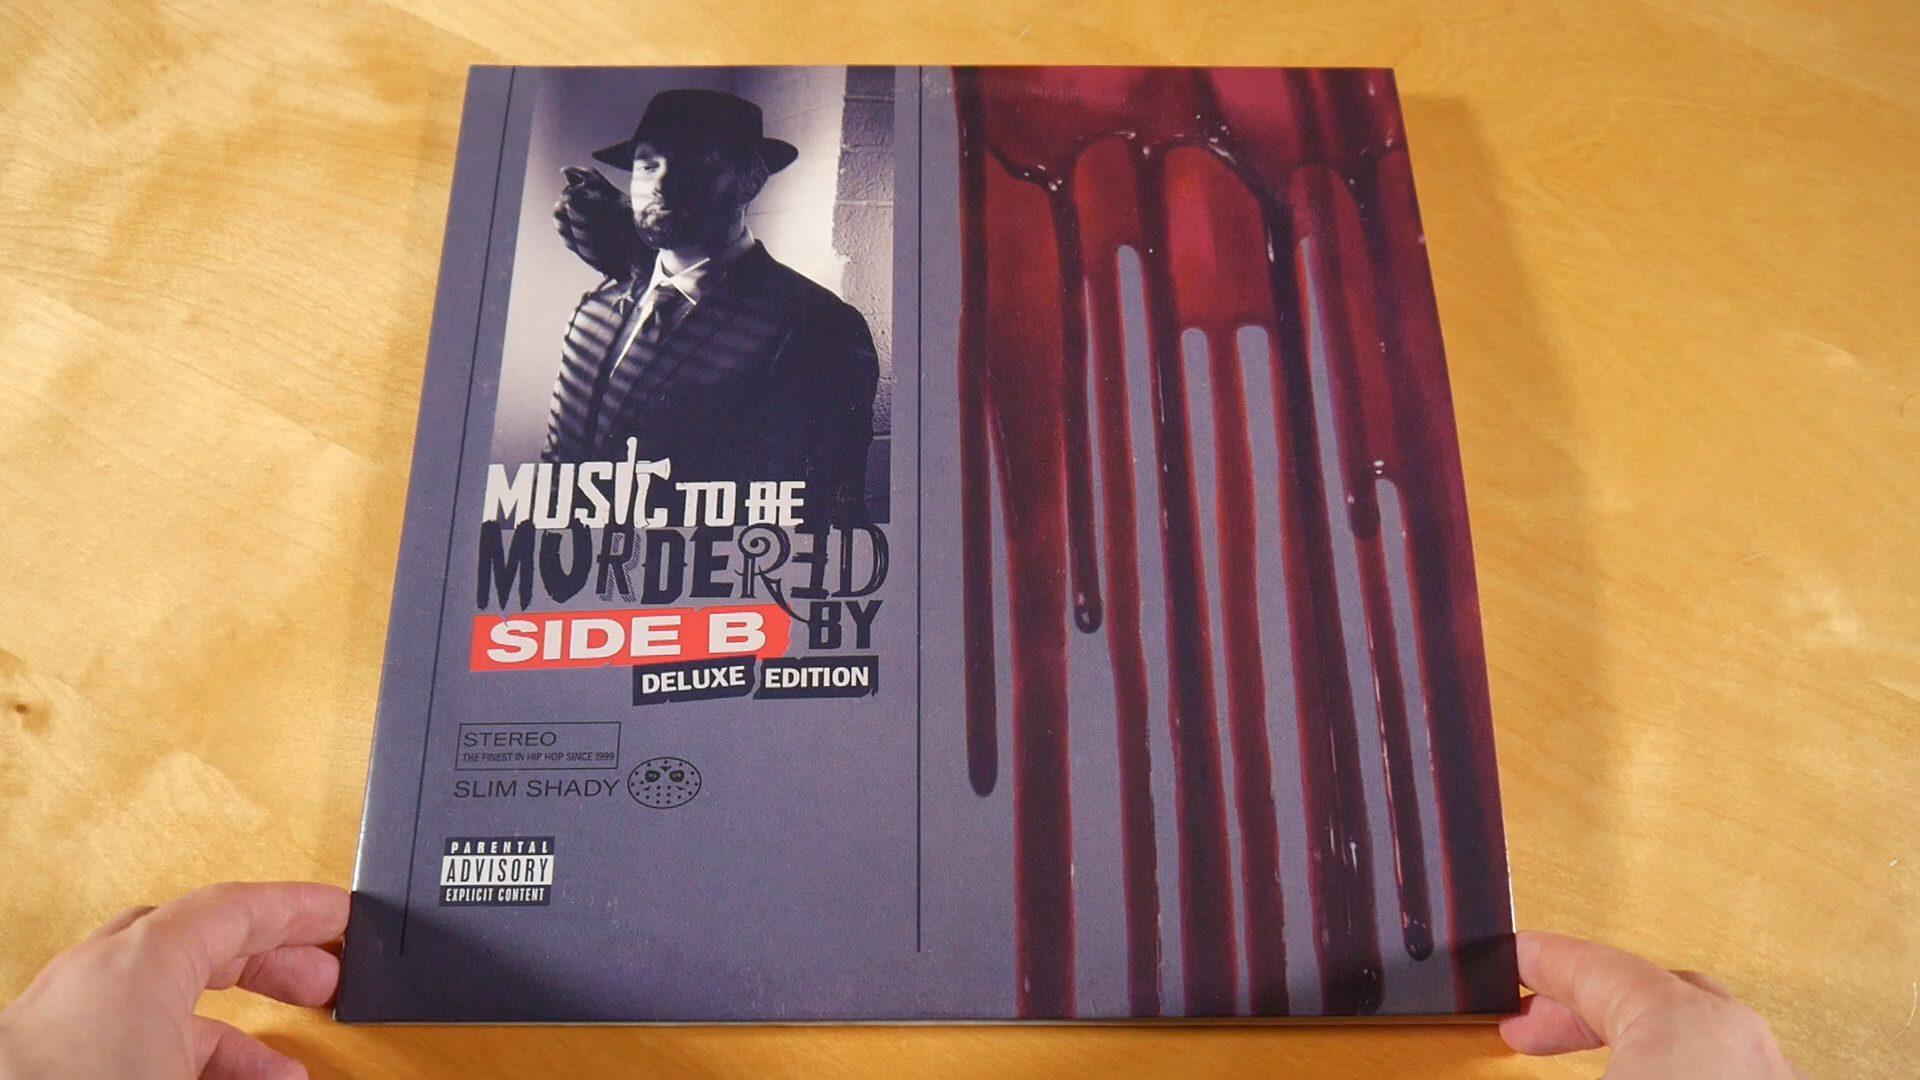 MUSIC TO BE
MURDERED
SIDE B BY
DELUXE EDITION
STEREO
THE FINEST IN HIP HOP SINCE 1999
SLIM SHADY
PARENTAL
ADVISORY
EXPLICIT CONTENT